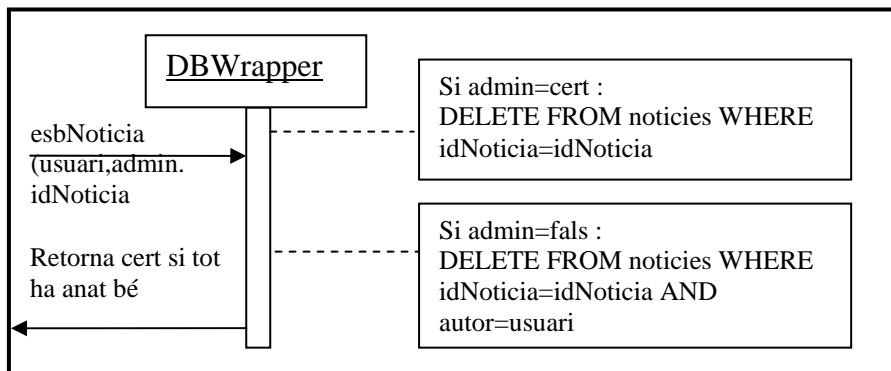 DBWrapper
Si admin=cert :
DELETE FROM noticies WHERE
idNoticia=idNoticia
esbNoticia
(usuari,admin.
idNoticia
Si admin=fals :
DELETE FROM noticies WHERE
idNoticia=idNoticia AND
autor=usuari
Retorna cert si tot
ha anat bé